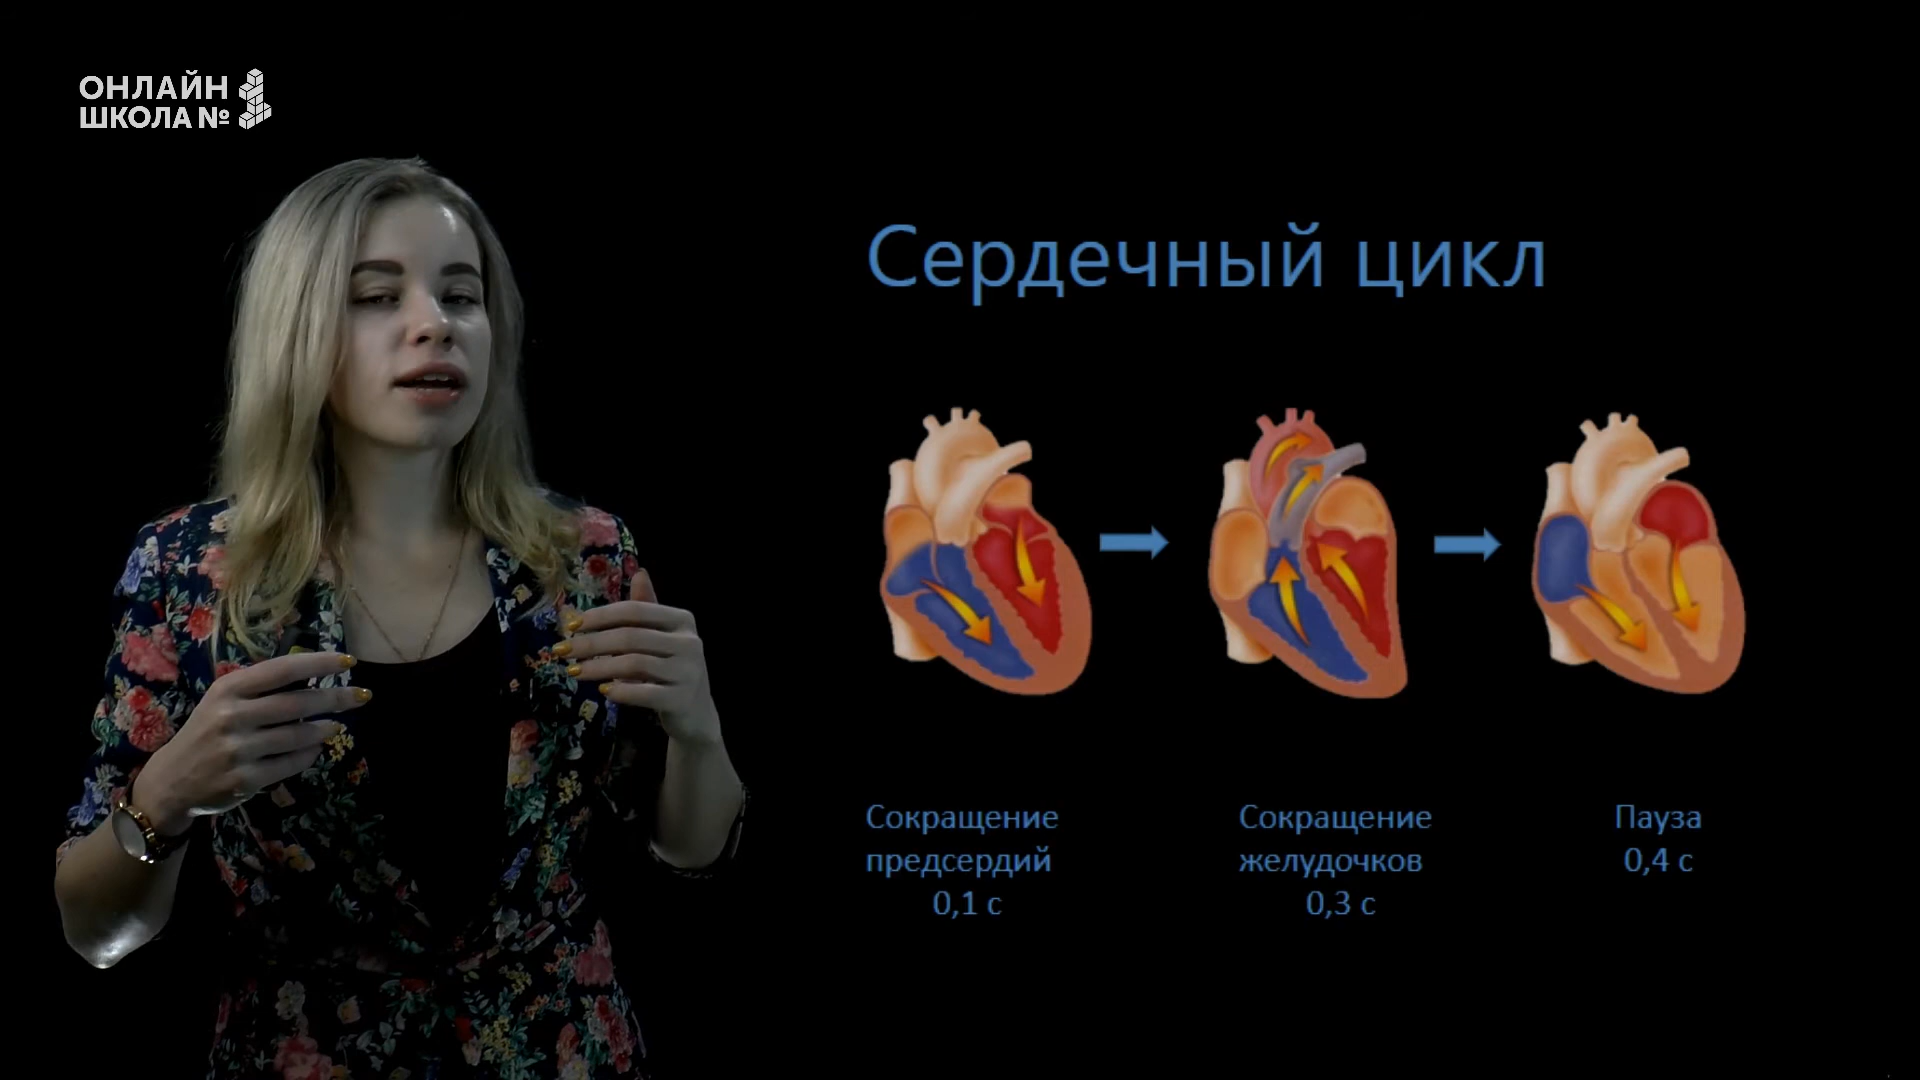 ОНЛАЙН
ШКОЛА №
Сердечный цикл
Сокращение
предсердий
0,1 с
Сокращение
желудочков
0,3 с
Пауза
0,4 с